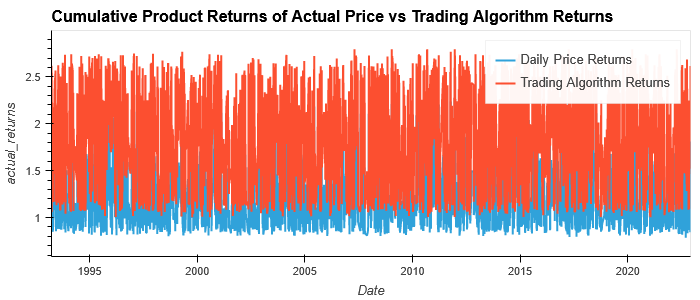 Cumulative Product Returns of Actual Price vs Trading Algorithm Returns
Daily Price Returns
Trading Algorithm Returns
actual_returns
2.5
2
1.5
1
1995
2000
2005
2010
2015
2020
Date